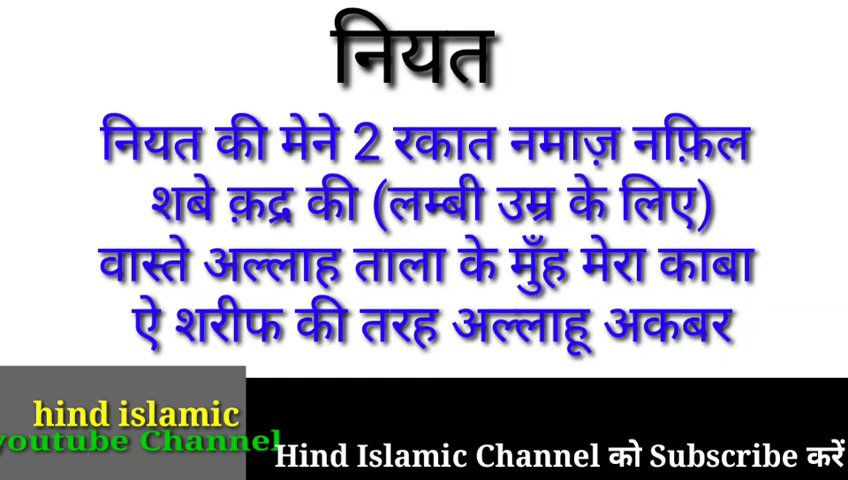 नियत
नियत की मेने 2 रकात नमाज़ नफ़िल
शबे क़द्र की (लम्बी उम्र के लिए)
वास्ते अल्लाह ताला के मुँह मेरा काबा
ऐ शरीफ की तरह अल्लाहू अकबर
hind islamic
youtube Channel
Hind Islamic Channel को Subscribe करें